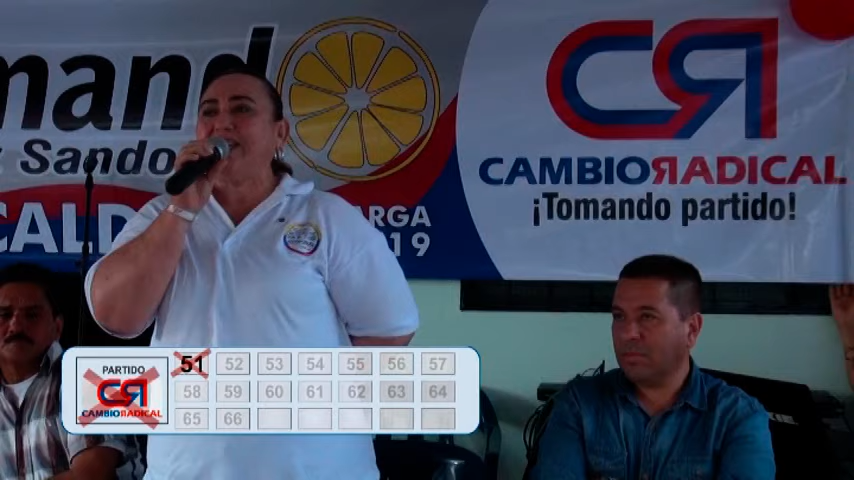 mand
z Sando
CALD
ARGA
19
CR
CAMBIO RADICAL
¡Tomando partido!
PARTIDO
CR
CAMBIO RADICAL
51 52 53 54 55 56 57
58 59 60 61 62 63 64
65 66